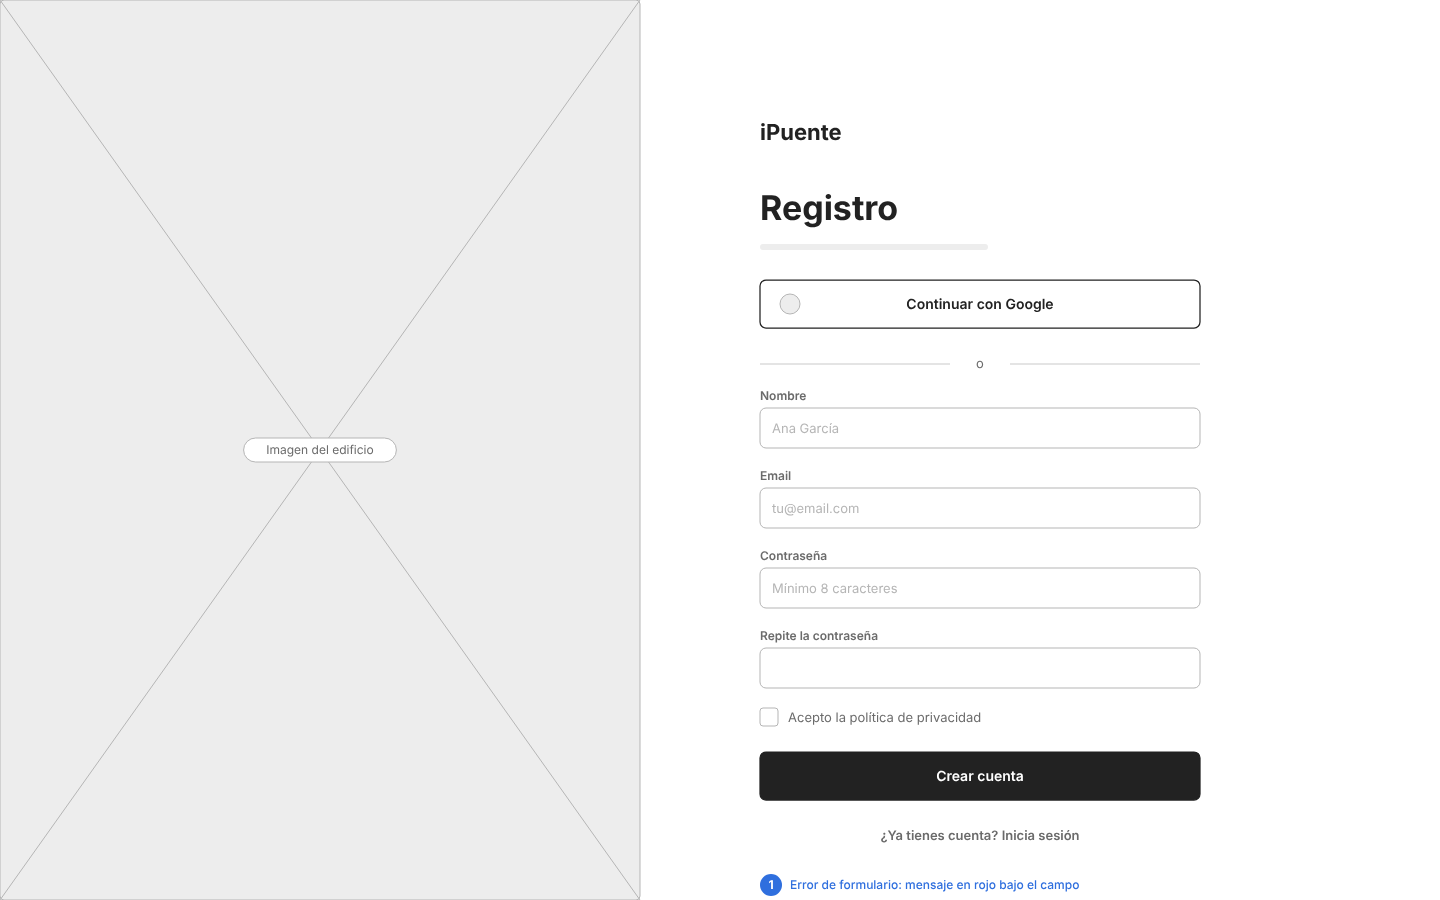 Imagen del edificio
iPuente
Registro
Continuar con Google
o
Nombre
Ana García
Email
tu@email.com
Contraseña
Mínimo 8 caracteres
Repite la contraseña
Acepto la política de privacidad
Crear cuenta
¿Ya tienes cuenta? Inicia sesión
1 Error de formulario: mensaje en rojo bajo el campo